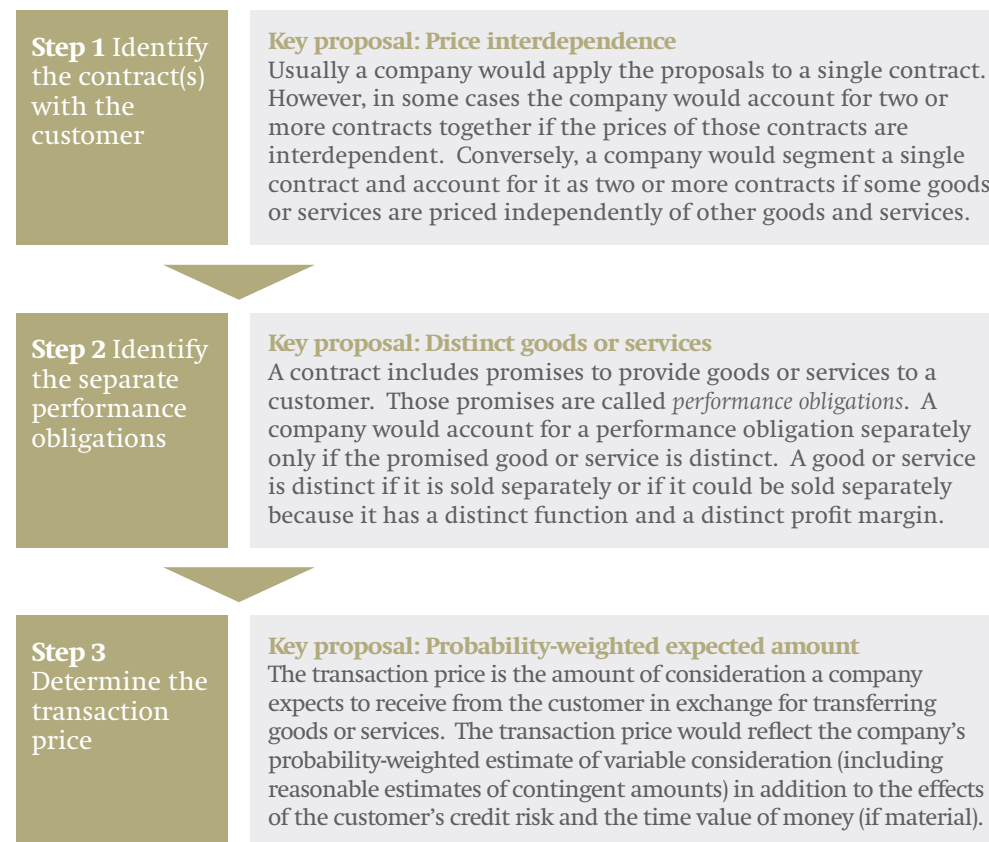 Step 1 Identify
the contract(s)
with the
customer
Key proposal: Price interdependence
Usually a company would apply the proposals to a single contract.
However, in some cases the company would account for two or
more contracts together if the prices of those contracts are
interdependent.  Conversely, a company would segment a single
contract and account for it as two or more contracts if some goods
or services are priced independently of other goods and services.
Step 2 Identify
the separate
performance
obligations
Key proposal: Distinct goods or services
A contract includes promises to provide goods or services to a
customer.  Those promises are called performance obligations.  A
company would account for a performance obligation separately
only if the promised good or service is distinct.  A good or service
is distinct if it is sold separately or if it could be sold separately
because it has a distinct function and a distinct profit margin.
Step 3
Determine the
transaction
price
Key proposal: Probability-weighted expected amount
The transaction price is the amount of consideration a company
expects to receive from the customer in exchange for transferring
goods or services.  The transaction price would reflect the company’s
probability-weighted estimate of variable consideration (including
reasonable estimates of contingent amounts) in addition to the effects
of the customer’s credit risk and the time value of money (if material).